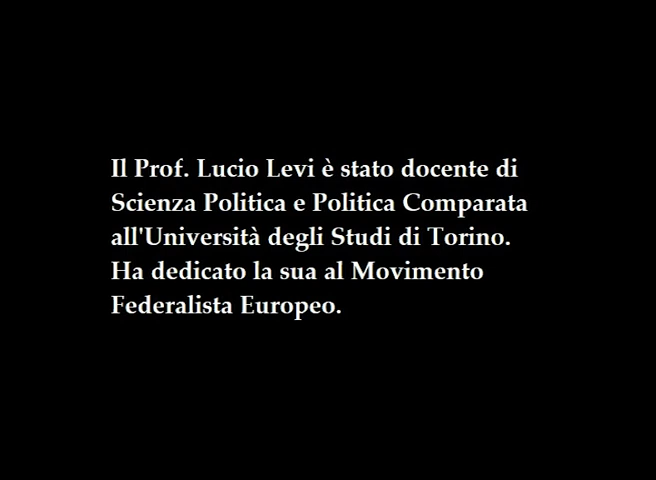 Il Prof. Lucio Levi è stato docente di
Scienza Politica e Politica Comparata
all'Università degli Studi di Torino.
Ha dedicato la sua al Movimento
Federalista Europeo.